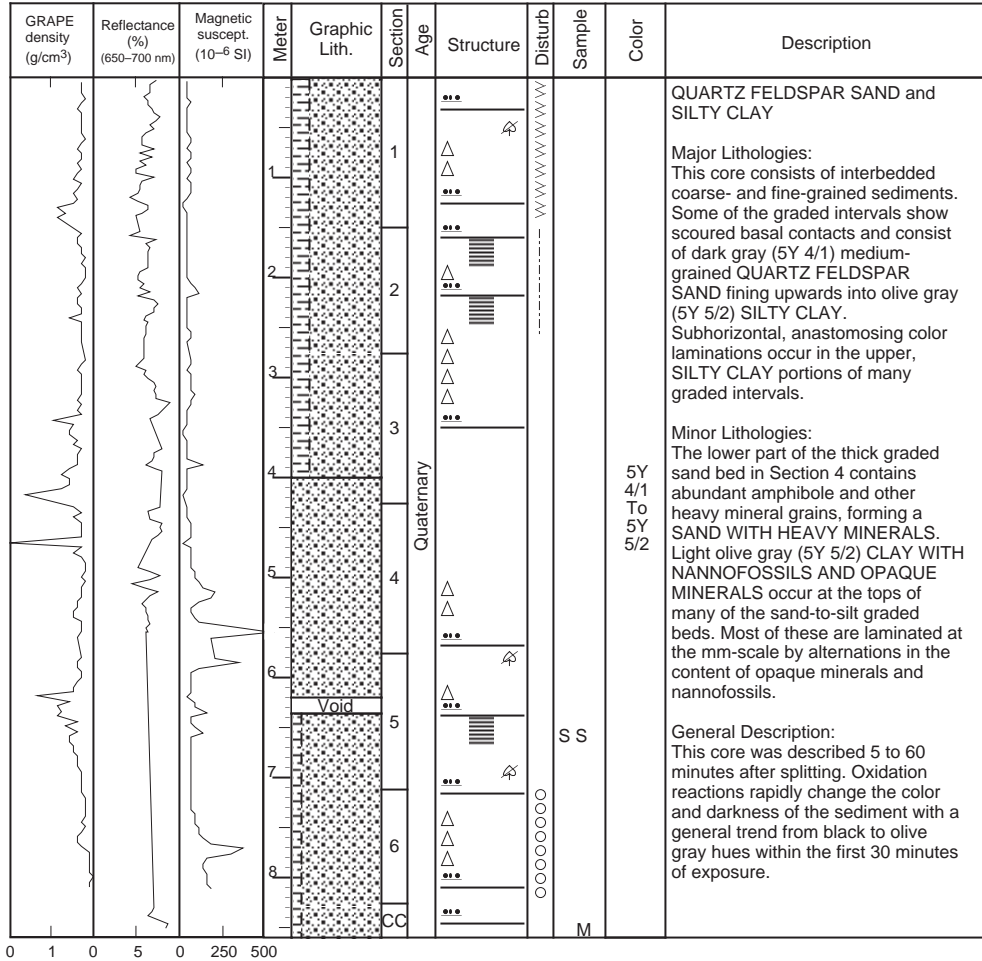 GRAPE
density
(g/cm3)
Reflectance
(%)
(650–700 nm)
Magnetic
suscept.
(10–6 SI)
Meter
Graphic
Lith.
Section
Age
Structure
Disturb
Sample
Color
Description
1
2
3
4
5
6
7
8
Void
1
2
3
4
5
6
CC
Quaternary
S S
M
5Y
4/1
To
5Y
5/2
QUARTZ FELDSPAR SAND and
SILTY CLAY
Major Lithologies:
This core consists of interbedded
coarse- and fine-grained sediments.
Some of the graded intervals show
scoured basal contacts and consist
of dark gray (5Y 4/1) medium-
grained QUARTZ FELDSPAR
SAND fining upwards into olive gray
(5Y 5/2) SILTY CLAY.
Subhorizontal, anastomosing color
laminations occur in the upper,
SILTY CLAY portions of many
graded intervals.
Minor Lithologies:
The lower part of the thick graded
sand bed in Section 4 contains
abundant amphibole and other
heavy mineral grains, forming a
SAND WITH HEAVY MINERALS.
Light olive gray (5Y 5/2) CLAY WITH
NANNOFOSSILS AND OPAQUE
MINERALS occur at the tops of
many of the sand-to-silt graded
beds. Most of these are laminated at
the mm-scale by alternations in the
content of opaque minerals and
nannofossils.
General Description:
This core was described 5 to 60
minutes after splitting. Oxidation
reactions rapidly change the color
and darkness of the sediment with a
general trend from black to olive
gray hues within the first 30 minutes
of exposure.
0 1 0 5 0 250 500